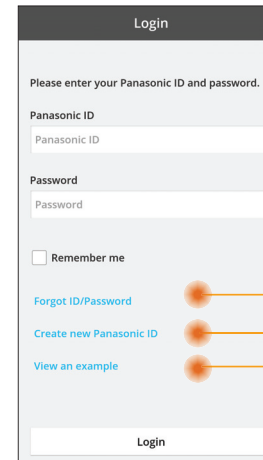 Login
Please enter your Panasonic ID and password.
Panasonic ID
Panasonic ID
Password
Password
Remember me
Forgot ID/Password
Create new Panasonic ID
View an example
Login